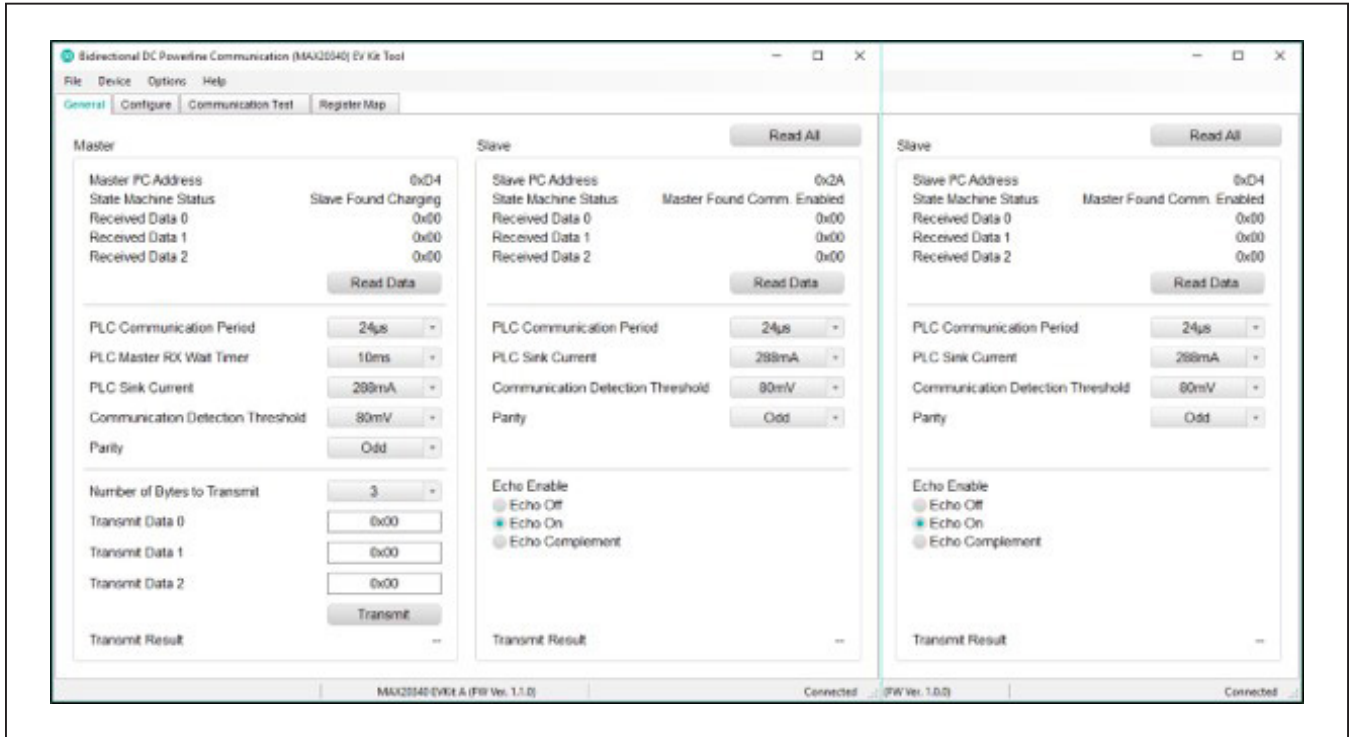 Bidirectional DC Powerline Communication (MAX20340) EV Kit Tool
File Device Options Help
General Configure Communication Test Register Map
Master
Master I²C Address 0xD4
State Machine Status Slave Found Charging
Received Data 0 0x00
Received Data 1 0x00
Received Data 2 0x00
Read Data
PLC Communication Period 24µs
PLC Master RX Wait Timer 10ms
PLC Sink Current 288mA
Communication Detection Threshold 80mV
Parity Odd
Number of Bytes to Transmit 3
Transmit Data 0 0x00
Transmit Data 1 0x00
Transmit Data 2 0x00
Transmit
Transmit Result --
Slave Read All
Slave I²C Address 0x2A
State Machine Status Master Found Comm. Enabled
Received Data 0 0x00
Received Data 1 0x00
Received Data 2 0x00
Read Data
PLC Communication Period 24µs
PLC Sink Current 288mA
Communication Detection Threshold 80mV
Parity Odd
Echo Enable
Echo Off
Echo On
Echo Complement
Transmit Result --
Slave Read All
Slave I²C Address 0xD4
State Machine Status Master Found Comm. Enabled
Received Data 0 0x00
Received Data 1 0x00
Received Data 2 0x00
Read Data
PLC Communication Period 24µs
PLC Sink Current 288mA
Communication Detection Threshold 80mV
Parity Odd
Echo Enable
Echo Off
Echo On
Echo Complement
Transmit Result --
MAX20340 EVKit A (FW Ver. 1.1.0) Connected (FW Ver. 1.0.0) Connected